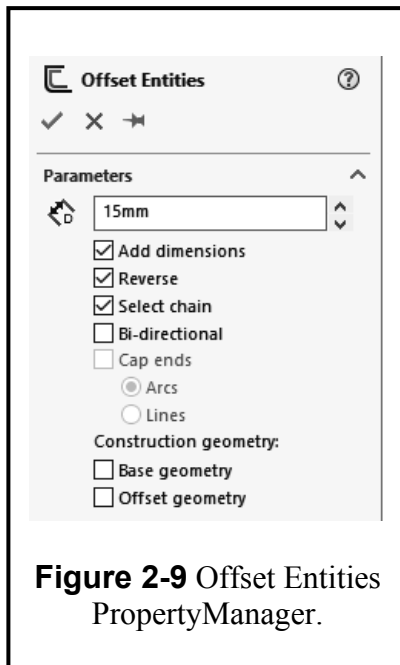 Offset Entities
Parameters
15mm
Add dimensions
Reverse
Select chain
Bi-directional
Cap ends
Arcs
Lines
Construction geometry:
Base geometry
Offset geometry
Figure 2-9 Offset Entities
PropertyManager.